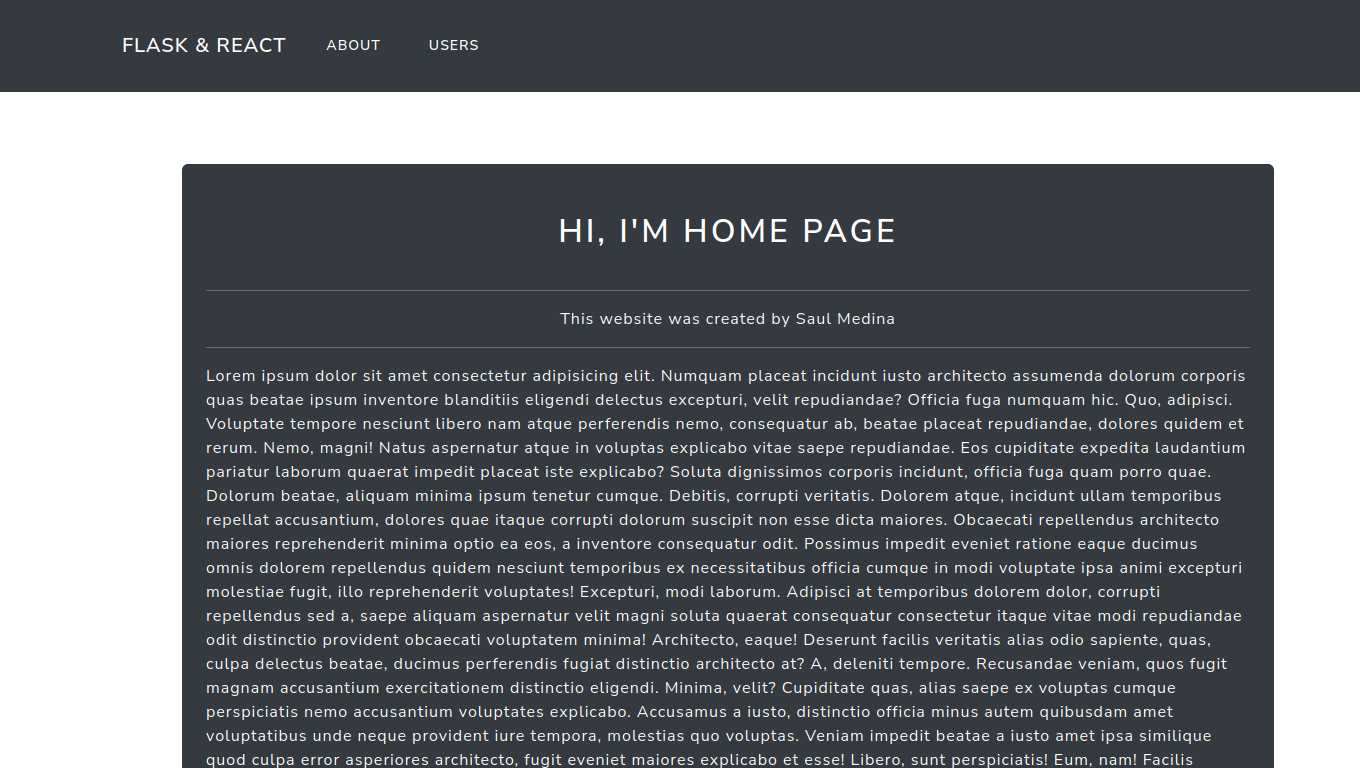 FLASK & REACT ABOUT USERS
HI, I'M HOME PAGE
This website was created by Saul Medina
Lorem ipsum dolor sit amet consectetur adipisicing elit. Numquam placeat incidunt iusto architecto assumenda dolorum corporis
quas beatae ipsum inventore blanditiis eligendi delectus excepturi, velit repudiandae? Officia fuga numquam hic. Quo, adipisci.
Voluptate tempore nesciunt libero nam atque perferendis nemo, consequatur ab, beatae placeat repudiandae, dolores quidem et
rerum. Nemo, magni! Natus aspernatur atque in voluptas explicabo vitae saepe repudiandae. Eos cupiditate expedita laudantium
pariatur laborum quaerat impedit placeat iste explicabo? Soluta dignissimos corporis incidunt, officia fuga quam porro quae.
Dolorum beatae, aliquam minima ipsum tenetur cumque. Debitis, corrupti veritatis. Dolorem atque, incidunt ullam temporibus
repellat accusantium, dolores quae itaque corrupti dolorum suscipit non esse dicta maiores. Obcaecati repellendus architecto
maiores reprehenderit minima optio ea eos, a inventore consequatur odit. Possimus impedit eveniet ratione eaque ducimus
omnis dolorem repellendus quidem nesciunt temporibus ex necessitatibus officia cumque in modi voluptate ipsa animi excepturi
molestiae fugit, illo reprehenderit voluptates! Excepturi, modi laborum. Adipisci at temporibus dolorem dolor, corrupti
repellendus sed a, saepe aliquam aspernatur velit magni soluta quaerat consequatur consectetur itaque vitae modi repudiandae
odit distinctio provident obcaecati voluptatem minima! Architecto, eaque! Deserunt facilis veritatis alias odio sapiente, quas,
culpa delectus beatae, ducimus perferendis fugiat distinctio architecto at? A, deleniti tempore. Recusandae veniam, quos fugit
magnam accusantium exercitationem distinctio eligendi. Minima, velit? Cupiditate quas, alias saepe ex voluptas cumque
perspiciatis nemo accusantium voluptates explicabo. Accusamus a iusto, distinctio officia minus autem quibusdam amet
voluptatibus unde neque provident iure tempora, molestias quo voluptas. Veniam impedit beatae a iusto amet ipsa similique
quod culpa error asperiores architecto, fugit eveniet maiores explicabo et esse! Libero, sunt perspiciatis! Eum, nam! Facilis